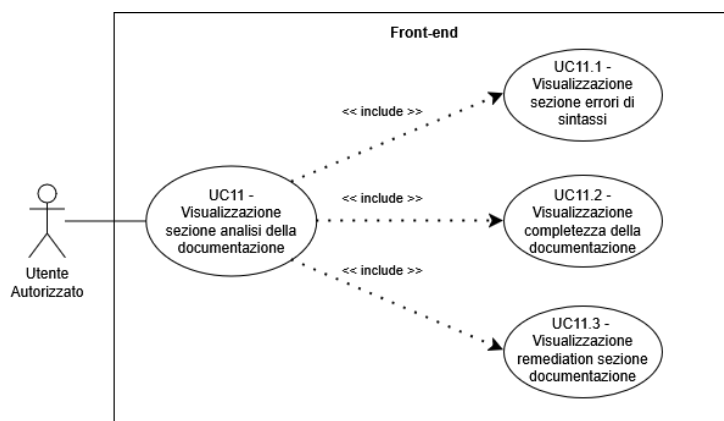 Front-end
UC11.1 -
Visualizzazione
sezione errori di
sintassi
<< include >>
UC11 -
Visualizzazione
sezione analisi della
documentazione
<< include >>
UC11.2 -
Visualizzazione
completezza della
documentazione
Utente
Autorizzato
<< include >>
UC11.3 -
Visualizzazione
remediation sezione
documentazione